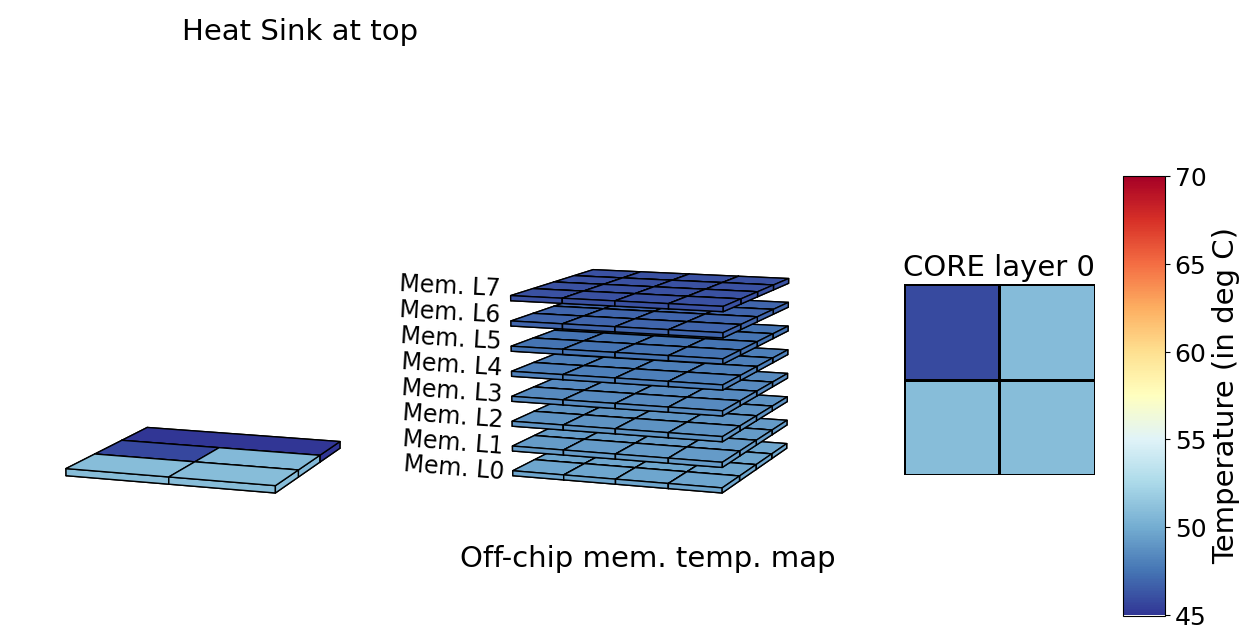 Heat Sink at top
Mem. L7
Mem. L6
Mem. L5
Mem. L4
Mem. L3
Mem. L2
Mem. L1
Mem. L0
Off-chip mem. temp. map
CORE layer 0
70
65
60
55
50
45
Temperature (in deg C)